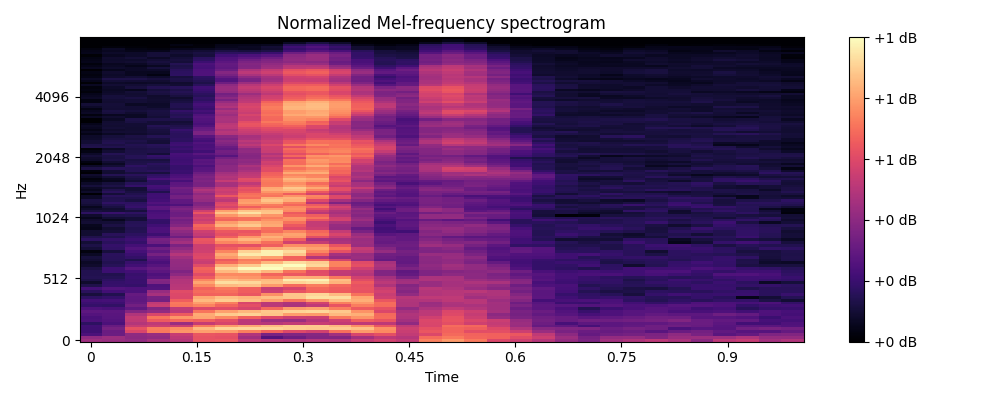 Normalized Mel-frequency spectrogram
Hz
4096
2048
1024
512
0
0 0.15 0.3 0.45 0.6 0.75 0.9
Time
+1 dB
+1 dB
+1 dB
+0 dB
+0 dB
+0 dB